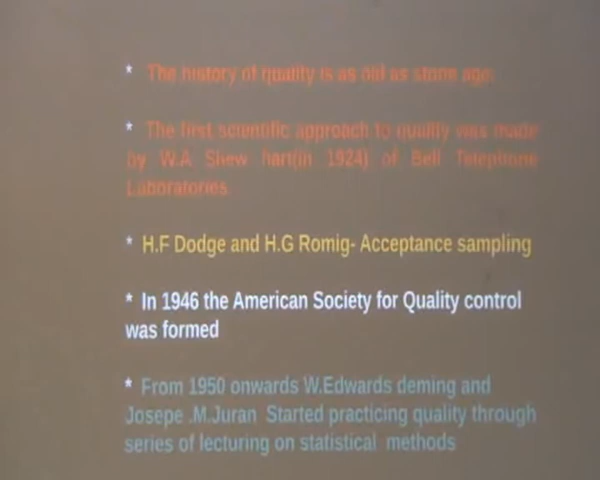 * The history of quality is as old as stone age.
* The first scientific approach to quality was made
by W.A Shew hart(in 1924) of Bell Telephone
Laboratories.
* H.F Dodge and H.G Romig- Acceptance sampling
* In 1946 the American Society for Quality control
was formed
* From 1950 onwards W.Edwards deming and
Josepe .M.Juran Started practicing quality through
series of lecturing on statistical methods